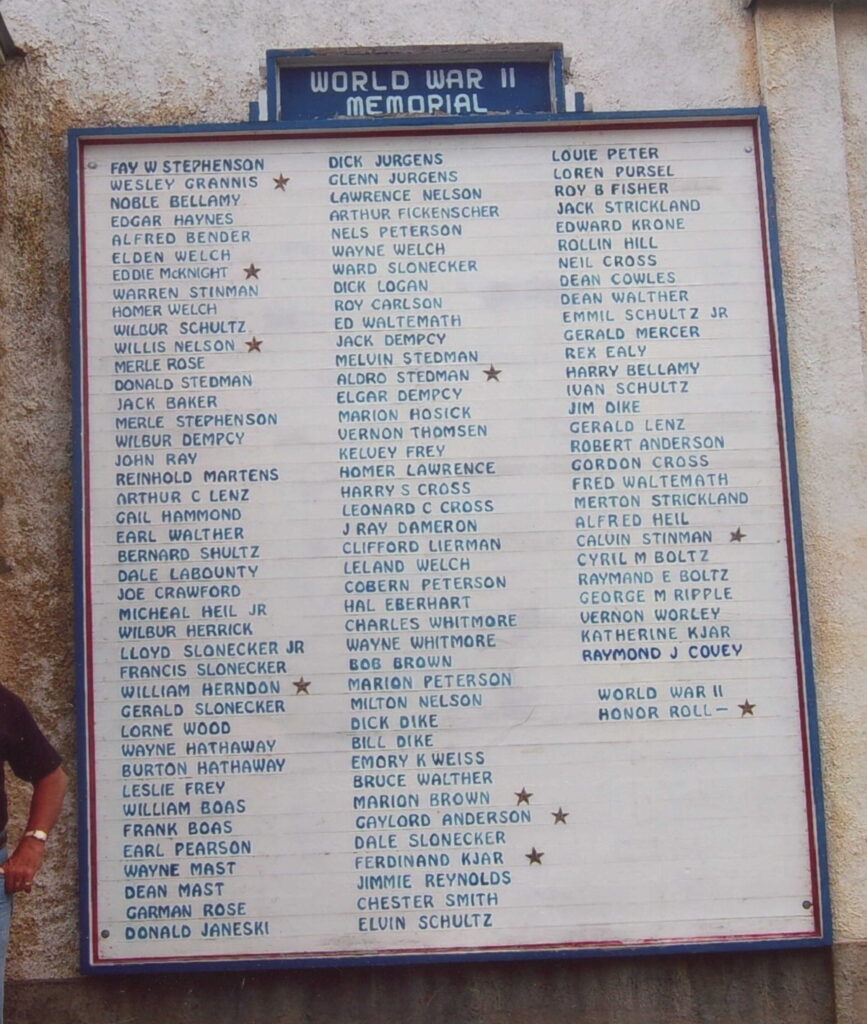 WORLD WAR II
MEMORIAL
FAY W STEPHENSON
WESLEY GRANNIS ★
NOBLE BELLAMY
EDGAR HAYNES
ALFRED BENDER
ELDEN WELCH
EDDIE McKNIGHT ★
WARREN STINMAN
HOMER WELCH
WILBUR SCHULTZ
WILLIS NELSON ★
MERLE ROSE
DONALD STEDMAN
JACK BAKER
MERLE STEPHENSON
WILBUR DEMPCY
JOHN RAY
REINHOLD MARTENS
ARTHUR C LENZ
GAIL HAMMOND
EARL WALTHER
BERNARD SHULTZ
DALE LABOUNTY
JOE CRAWFORD
MICHEAL HEIL JR
WILBUR HERRICK
LLOYD SLONECKER JR
FRANCIS SLONECKER
WILLIAM HERNDON ★
GERALD SLONECKER
LORNE WOOD
WAYNE HATHAWAY
BURTON HATHAWAY
LESLIE FREY
WILLIAM BOAS
FRANK BOAS
EARL PEARSON
WAYNE MAST
DEAN MAST
GARMAN ROSE
DONALD JANESKI
DICK JURGENS
GLENN JURGENS
LAWRENCE NELSON
ARTHUR FICKENSCHER
NELS PETERSON
WAYNE WELCH
WARD SLONECKER
DICK LOGAN
ROY CARLSON
ED WALTEMATH
JACK DEMPCY
MELVIN STEDMAN
ALDRO STEDMAN ★
ELGAR DEMPCY
MARION HOSICK
VERNON THOMSEN
KELVEY FREY
HOMER LAWRENCE
HARRY S CROSS
LEONARD C CROSS
J RAY DAMERON
CLIFFORD LIERMAN
LELAND WELCH
COBERN PETERSON
HAL EBERHART
CHARLES WHITMORE
WAYNE WHITMORE
BOB BROWN
MARION PETERSON
MILTON NELSON
DICK DIKE
BILL DIKE
EMORY K WEISS
BRUCE WALTHER
MARION BROWN ★
GAYLORD ANDERSON ★
DALE SLONECKER
FERDINAND KJAR ★
JIMMIE REYNOLDS
CHESTER SMITH
ELVIN SCHULTZ
LOUIE PETER
LOREN PURSEL
ROY B FISHER
JACK STRICKLAND
EDWARD KRONE
ROLLIN HILL
NEIL CROSS
DEAN COWLES
DEAN WALTHER
EMMIL SCHULTZ JR
GERALD MERCER
REX EALY
HARRY BELLAMY
IVAN SCHULTZ
JIM DIKE
GERALD LENZ
ROBERT ANDERSON
GORDON CROSS
FRED WALTEMATH
MERTON STRICKLAND
ALFRED HEIL
CALVIN STINMAN ★
CYRIL M BOLTZ
RAYMAND E BOLTZ
GEORGE M RIPPLE
VERNON WORLEY
KATHERINE KJAR
RAYMOND J COVEY
WORLD WAR II
HONOR ROLL — ★